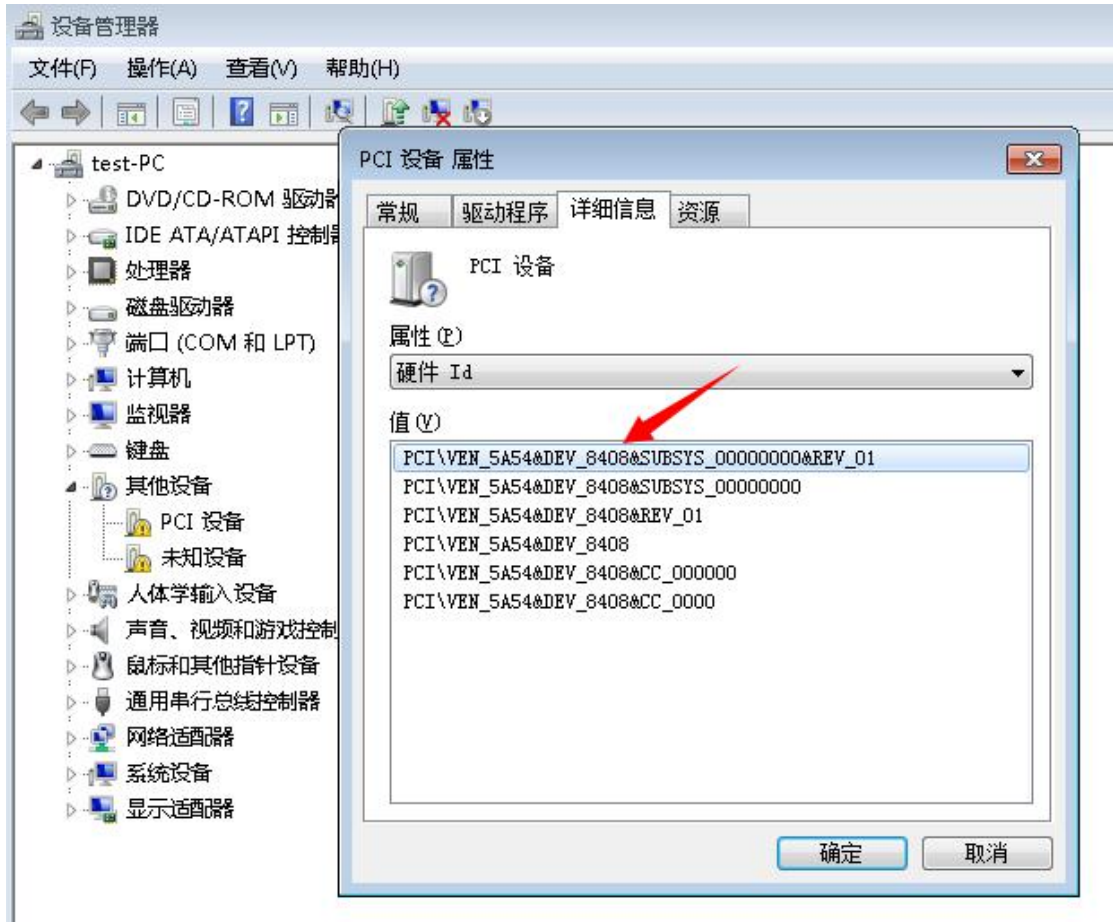 设备管理器
文件(F) 操作(A) 查看(V) 帮助(H)
test-PC
DVD/CD-ROM 驱动
IDE ATA/ATAPI 控制
处理器
磁盘驱动器
端口 (COM 和 LPT)
计算机
监视器
键盘
其他设备
PCI 设备
未知设备
人体学输入设备
声音、视频和游戏控制
鼠标和其他指针设备
通用串行总线控制器
网络适配器
系统设备
显示适配器
PCI 设备 属性
常规 驱动程序 详细信息 资源
PCI 设备
属性(P)
硬件 Id
值(V)
PCI\VEN_5A54&DEV_8408&SUBSYS_00000000&REV_01
PCI\VEN_5A54&DEV_8408&SUBSYS_00000000
PCI\VEN_5A54&DEV_8408&REV_01
PCI\VEN_5A54&DEV_8408
PCI\VEN_5A54&DEV_8408&CC_000000
PCI\VEN_5A54&DEV_8408&CC_0000
确定 取消